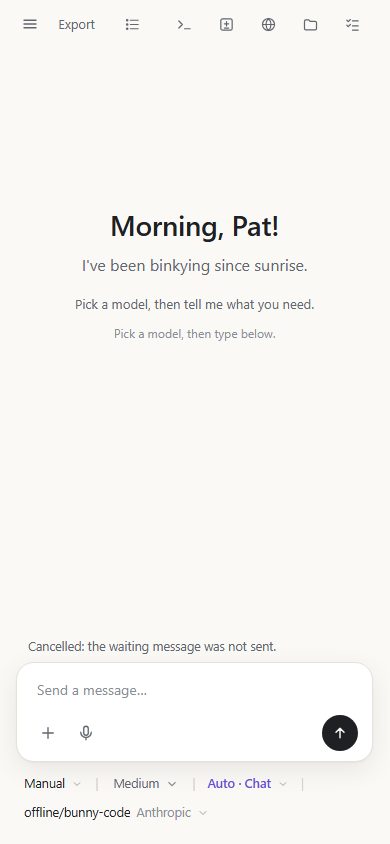 Export
Morning, Pat!
I've been binkying since sunrise.
Pick a model, then tell me what you need.
Pick a model, then type below.
Cancelled: the waiting message was not sent.
Send a message...
Manual | Medium | Auto · Chat |
offline/bunny-code Anthropic